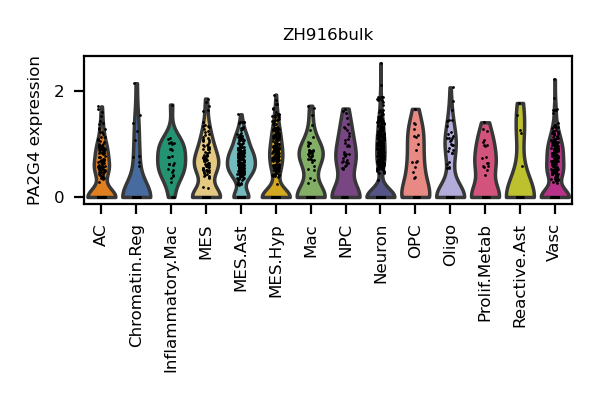 ZH916bulk
PA2G4 expression
2
0
AC
Chromatin.Reg
Inflammatory.Mac
MES
MES.Ast
MES.Hyp
Mac
NPC
Neuron
OPC
Oligo
Prolif.Metab
Reactive.Ast
Vasc